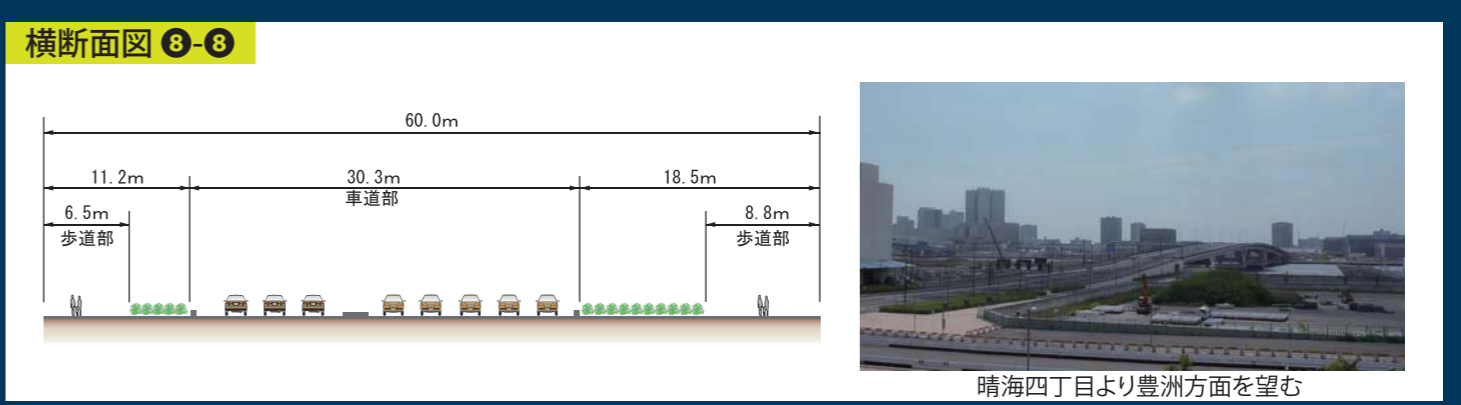 横断面図 ❽-❽
60.0m
11.2m
30.3m
18.5m
車道部
6.5m
8.8m
歩道部
歩道部
晴海四丁目より豊洲方面を望む